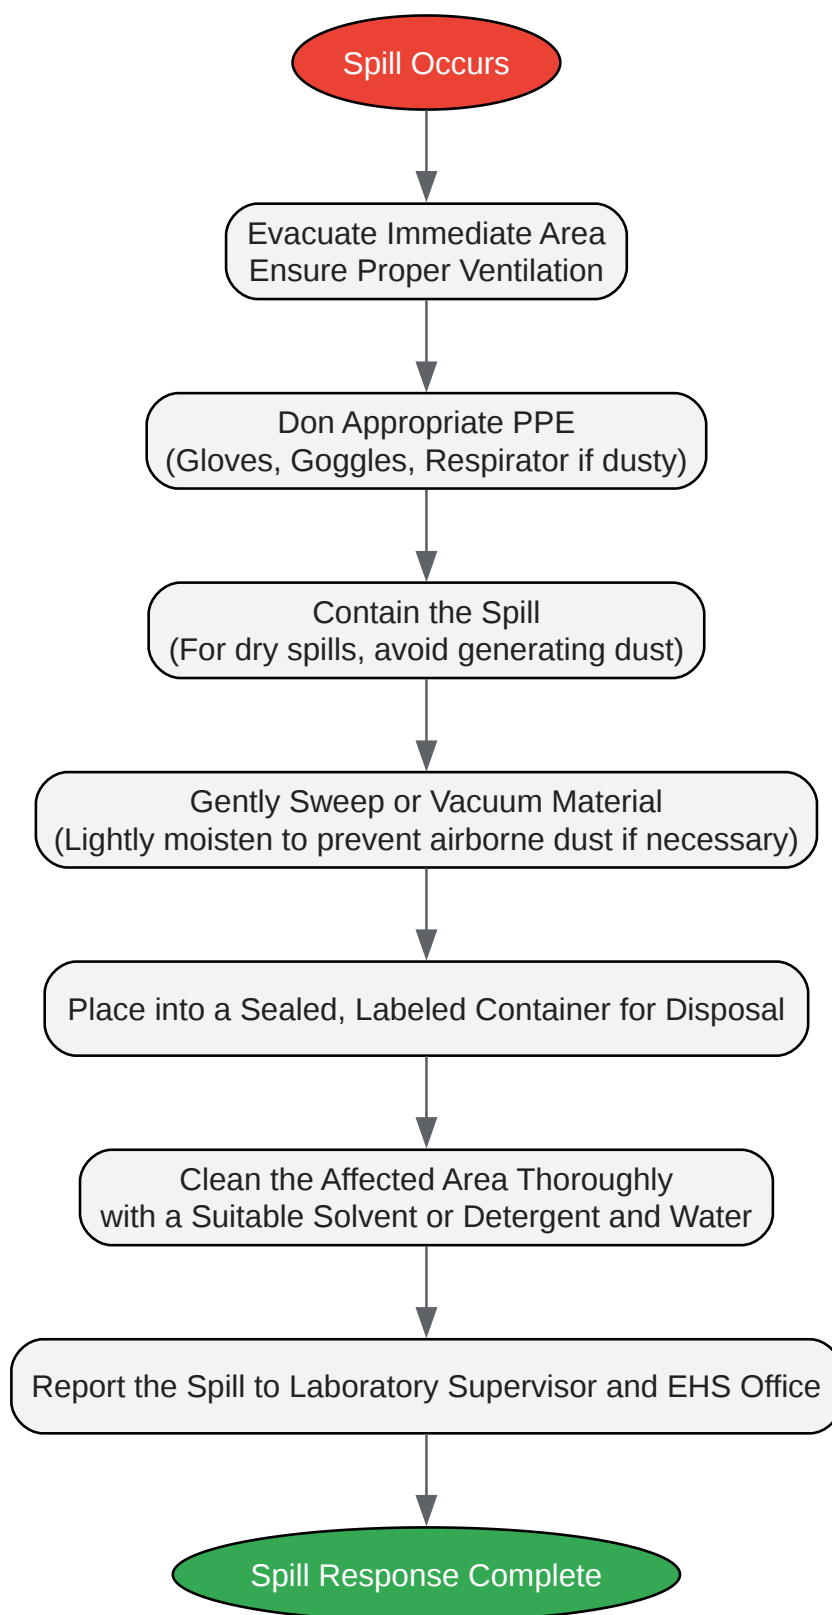 Spill Occurs
Evacuate Immediate Area
Ensure Proper Ventilation
Don Appropriate PPE
(Gloves, Goggles, Respirator if dusty)
Contain the Spill
(For dry spills, avoid generating dust)
Gently Sweep or Vacuum Material
(Lightly moisten to prevent airborne dust if necessary)
Place into a Sealed, Labeled Container for Disposal
Clean the Affected Area Thoroughly
with a Suitable Solvent or Detergent and Water
Report the Spill to Laboratory Supervisor and EHS Office
Spill Response Complete